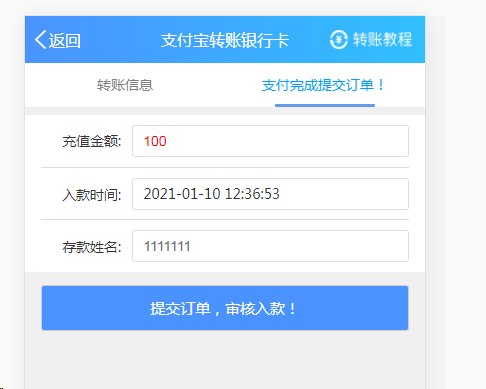 返回 支付宝转账银行卡 转账教程
转账信息 支付完成提交订单！
充值金额: 100
入款时间: 2021-01-10 12:36:53
存款姓名: 1111111
提交订单，审核入款！